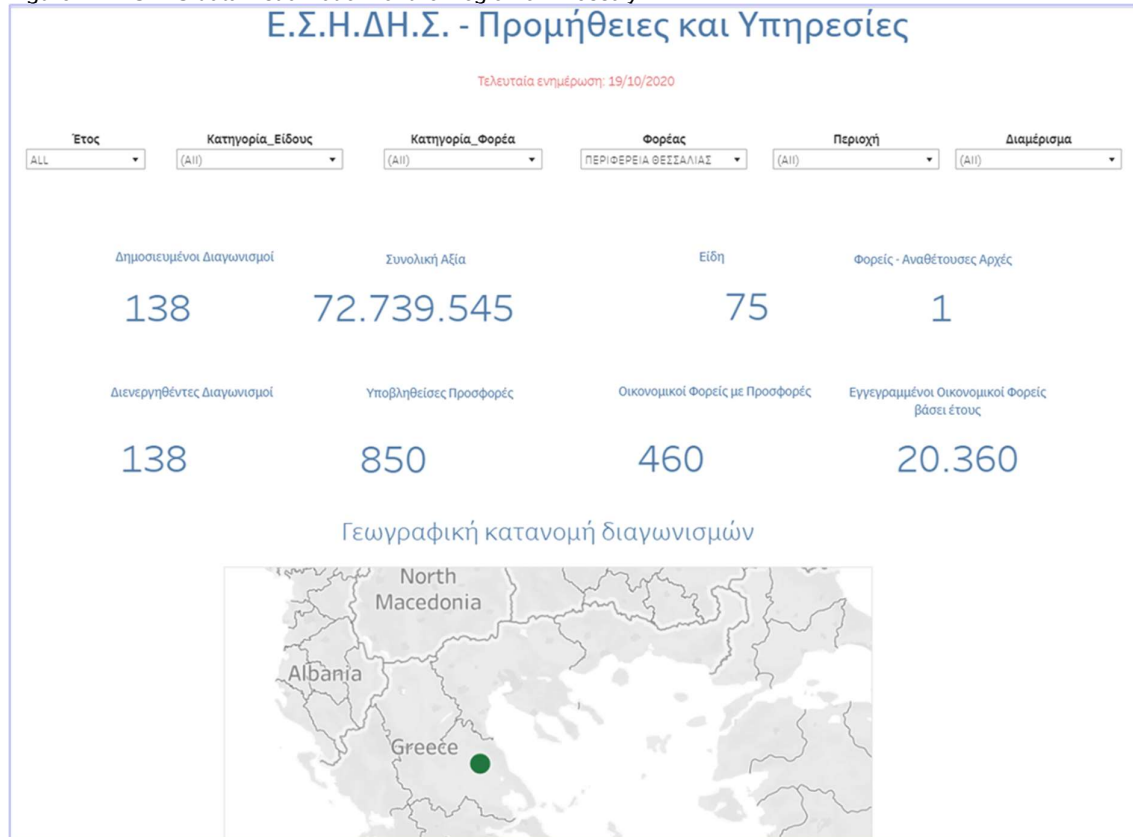 Ε.Σ.Η.ΔΗ.Σ. - Προμήθειες και Υπηρεσίες
Τελευταία ενημέρωση: 19/10/2020
Έτος Κατηγορία_Είδους Κατηγορία_Φορέα Φορέας Περιοχή Διαμέρισμα
ALL (All) (All) ΠΕΡΙΦΕΡΕΙΑ ΘΕΣΣΑΛΙΑΣ (All) (All)
Δημοσιευμένοι Διαγωνισμοί Συνολική Αξία Είδη Φορείς - Αναθέτουσες Αρχές
138 72.739.545 75 1
Διενεργηθέντες Διαγωνισμοί Υποβληθείσες Προσφορές Οικονομικοί Φορείς με Προσφορές Εγγεγραμμένοι Οικονομικοί Φορείς
βάσει έτους
138 850 460 20.360
Γεωγραφική κατανομή διαγωνισμών
North
Macedonia
Albania
Greece